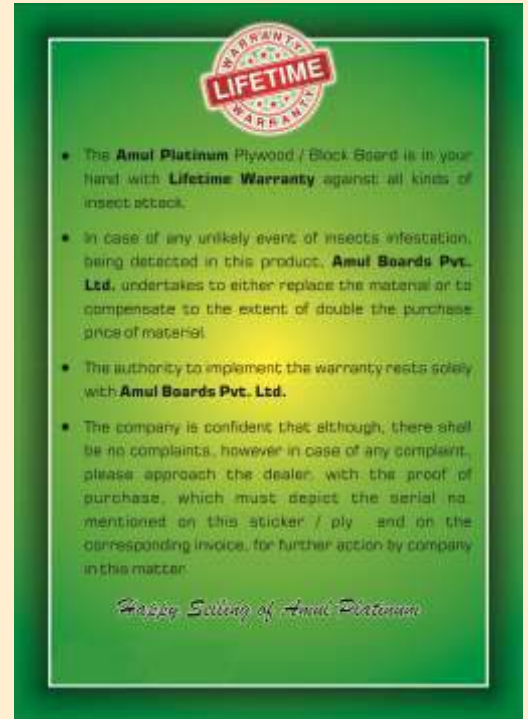 WARRANTY
LIFETIME
WARRANTY
• The Amul Platinum Plywood / Block Board is in your
hand with Lifetime Warranty against all kinds of
insect attack.
• In case of any unlikely event of insects infestation,
being detected in this product, Amul Boards Pvt.
Ltd. undertakes to either replace the material or to
compensate to the extent of double the purchase
price of material.
• The authority to implement the warranty rests solely
with Amul Boards Pvt. Ltd.
• The company is confident that although, there shall
be no complaints, however in case of any complaint,
please approach the dealer, with the proof of
purchase, which must depict the serial no.
mentioned on this sticker / ply and on the
corresponding invoice, for further action by company
in this matter.
Happy Selling of Amul Platinum